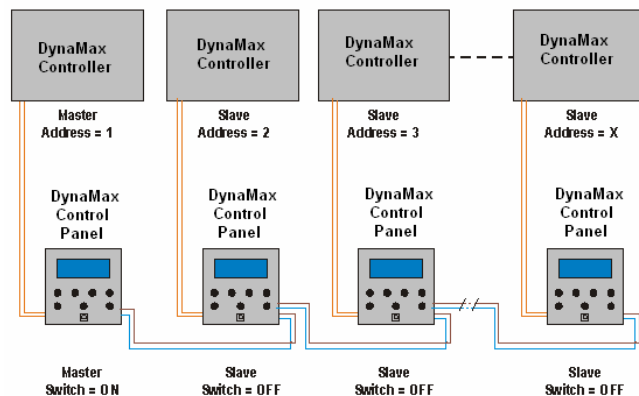 DynaMax
Controller
DynaMax
Controller
DynaMax
Controller
DynaMax
Controller
Master
Address = 1
Slave
Address = 2
Slave
Address = 3
Slave
Address = X
DynaMax
Control
Panel
DynaMax
Control
Panel
DynaMax
Control
Panel
DynaMax
Control
Panel
Master
Switch = ON
Slave
Switch = OFF
Slave
Switch = OFF
Slave
Switch = OFF